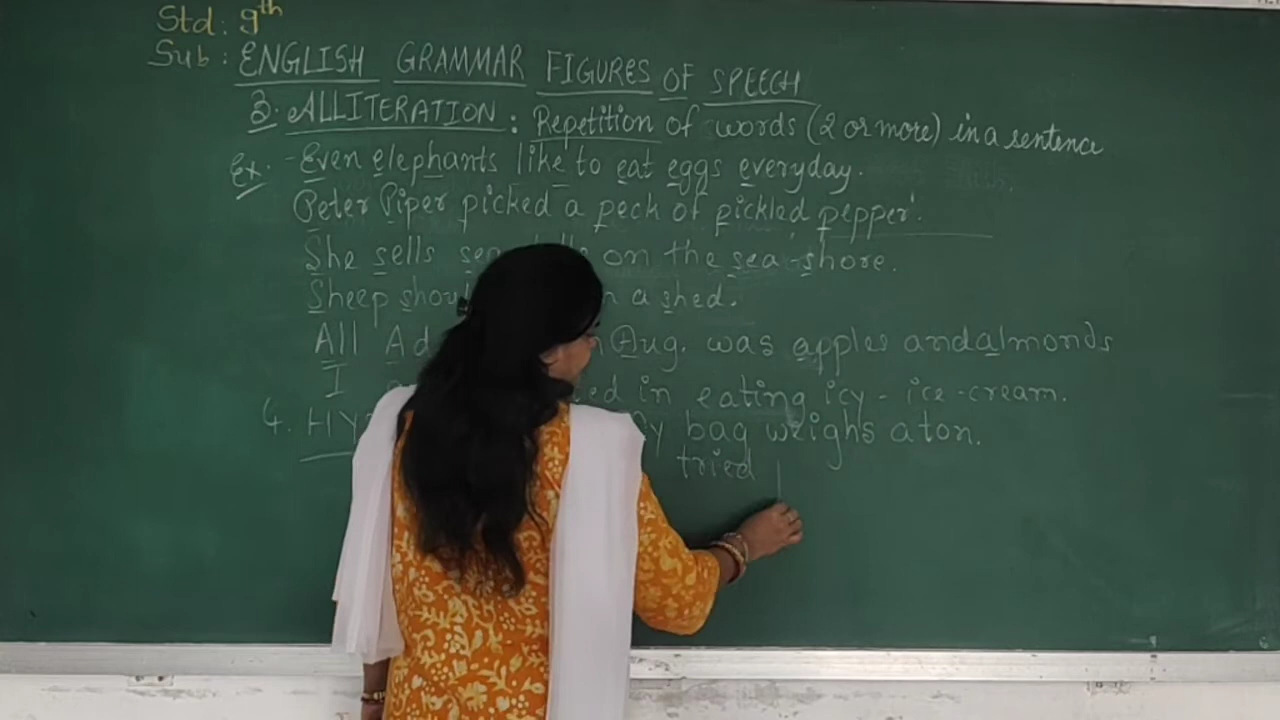 Std: 9th
Sub: ENGLISH GRAMMAR FIGURES OF SPEECH
3. ALLITERATION: Repetition of words (2 or more) in a sentence
Ex. - Even elephants like to eat eggs everyday.
Peter Piper picked a peck of pickled pepper'.
She sells on the sea-shore.
Sheep a shed.
All Aug. was apples and almonds
I in eating icy-ice-cream.
4. bag weighs a ton.
tried